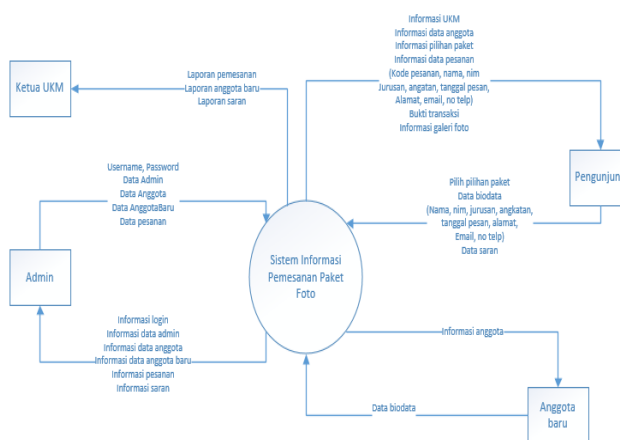 Informasi UKM
Informasi data anggota
Informasi pilihan paket
Informasi data pesanan
(Kode pesanan, nama, nim
Jurusan, angatan, tanggal pesan,
Alamat, email, no telp)
Bukti transaksi
Informasi galeri foto
Ketua UKM
Laporan pemesanan
Laporan anggota baru
Laporan saran
Username, Password
Data Admin
Data Anggota
Data AnggotaBaru
Data pesanan
Pengunjun
Pilih pilihan paket
Data biodata
(Nama, nim, jurusan, angkatan,
tanggal pesan, alamat,
Email, no telp)
Data saran
Sistem Informasi
Pemesanan Paket
Foto
Admin
Informasi login
Informasi data admin
Informasi data anggota
Informasi data anggota baru
Informasi pesanan
Informasi saran
Informasi anggota
Data biodata
Anggota
baru